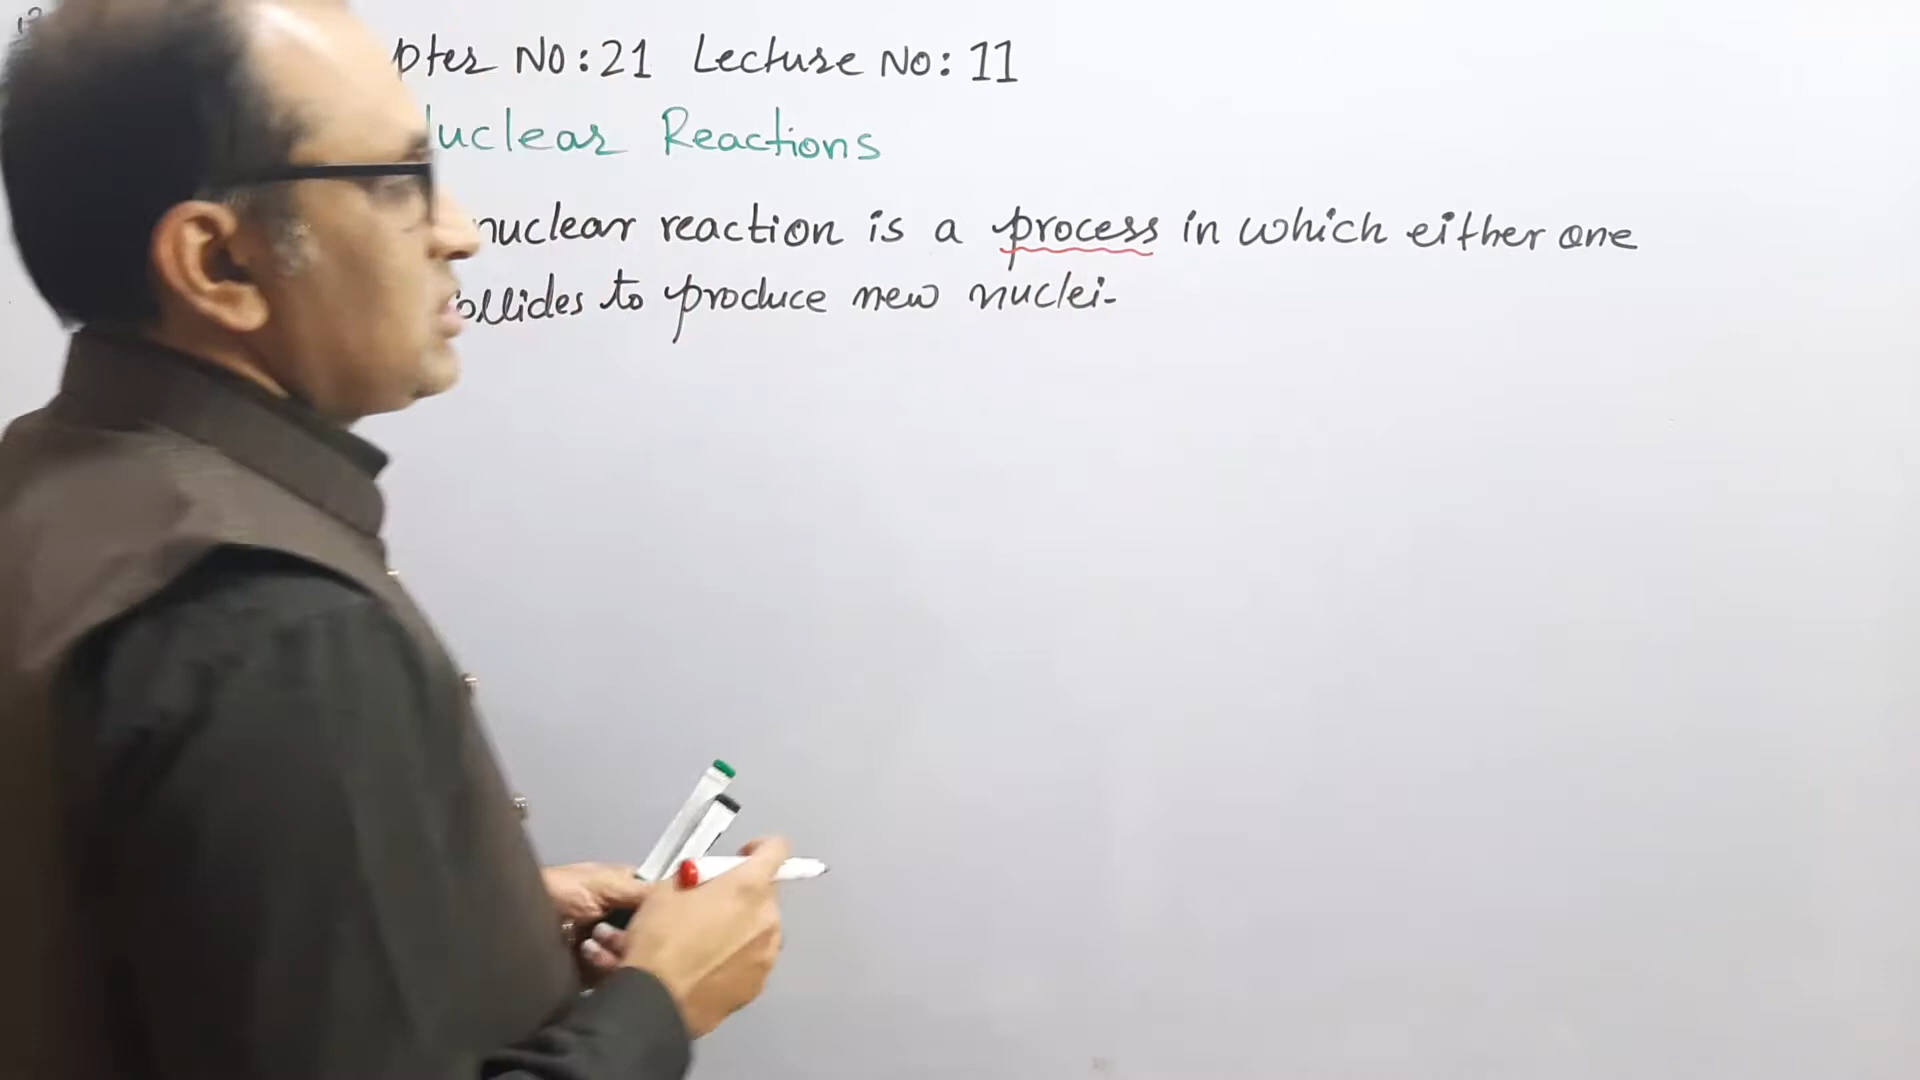 pter No: 21 Lecture No: 11
uclear Reactions
nuclear reaction is a process in which either one
ollides to produce new nuclei-